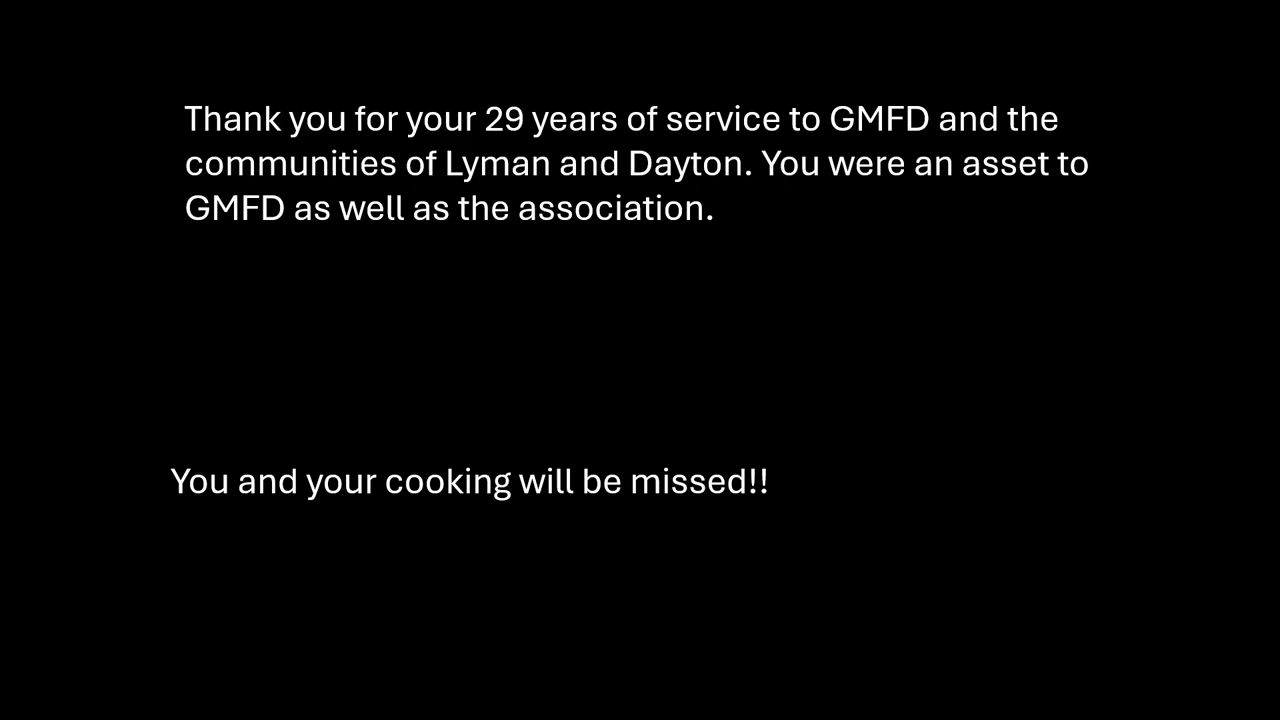 Thank you for your 29 years of service to GMFD and the
communities of Lyman and Dayton. You were an asset to
GMFD as well as the association.
You and your cooking will be missed!!